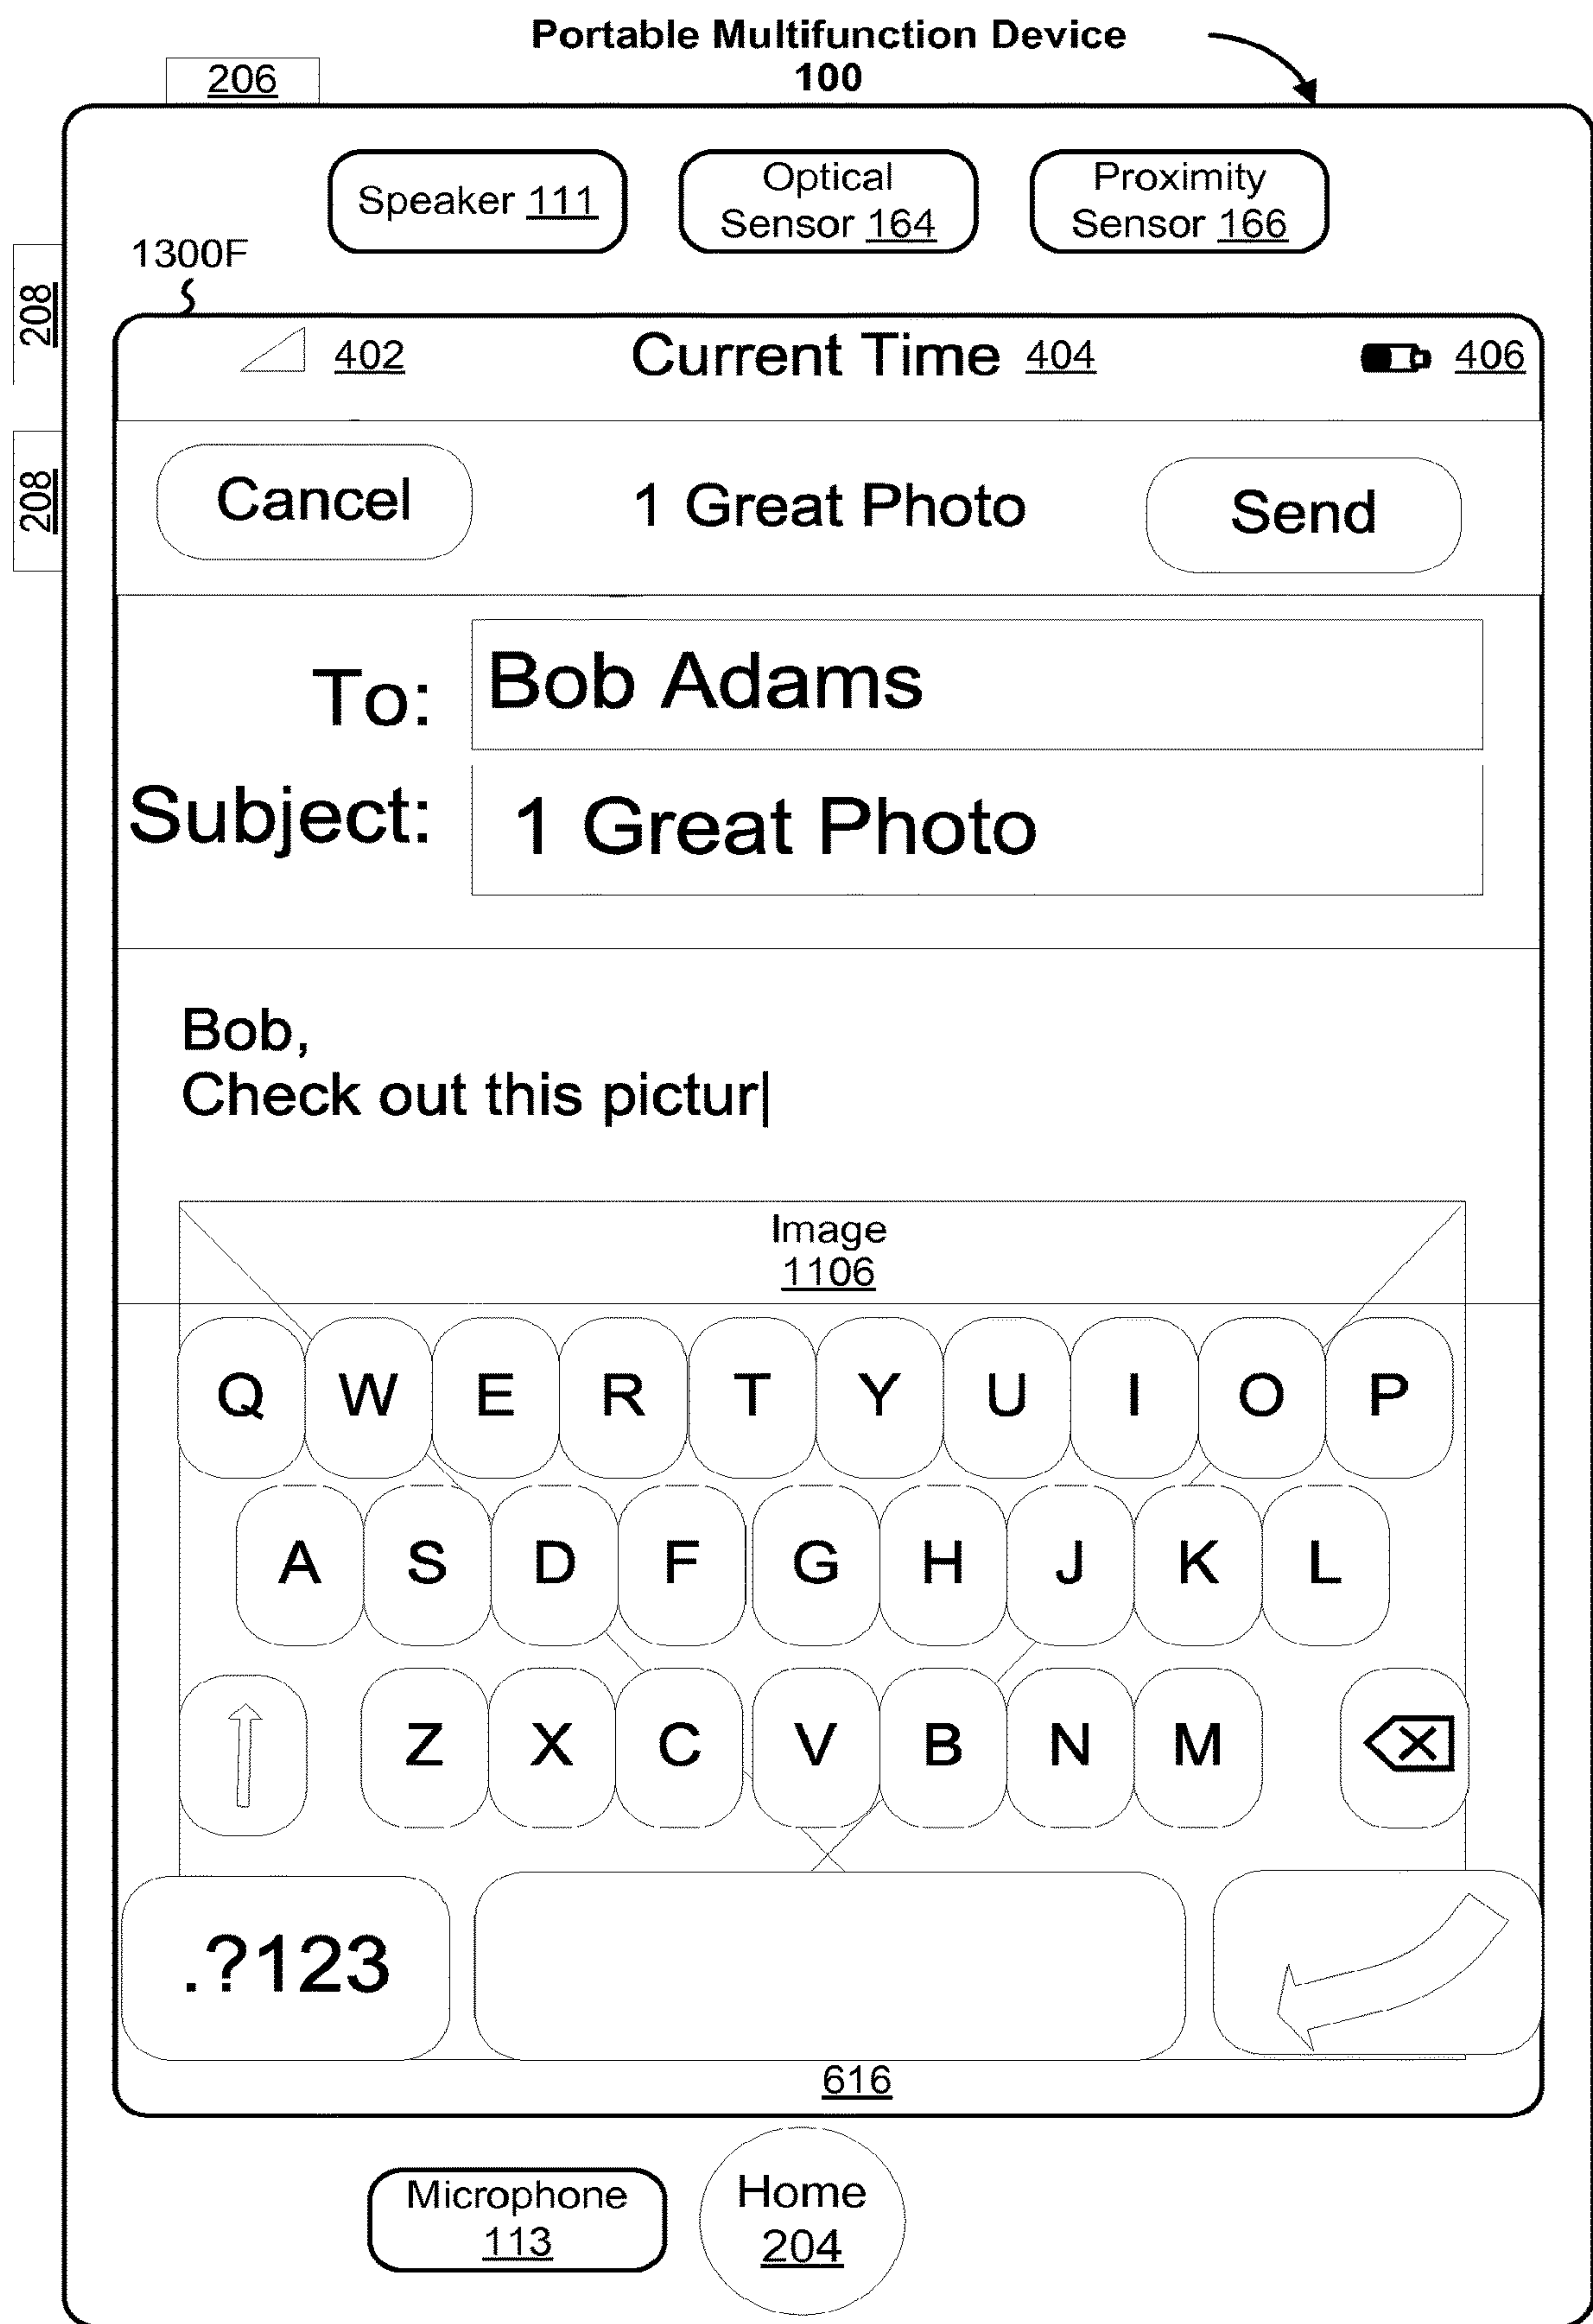 Portable Multifunction Device
100
206
Speaker 111
Optical
Sensor 164
Proximity
Sensor 166
1300F
208
208
402
Current Time 404
406
Cancel
1 Great Photo
Send
To:
Bob Adams
Subject:
1 Great Photo
Bob,
Check out this pictur
Image
1106
Q W E R T Y U I O P
A S D F G H J K L
Z X C V B N M
.?123
616
Microphone
113
Home
204